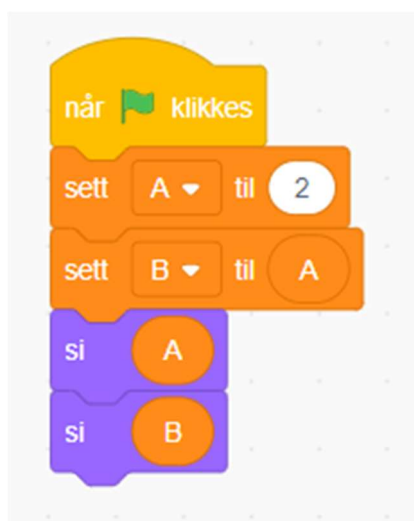 når klikkes
sett A til 2
sett B til A
si A
si B